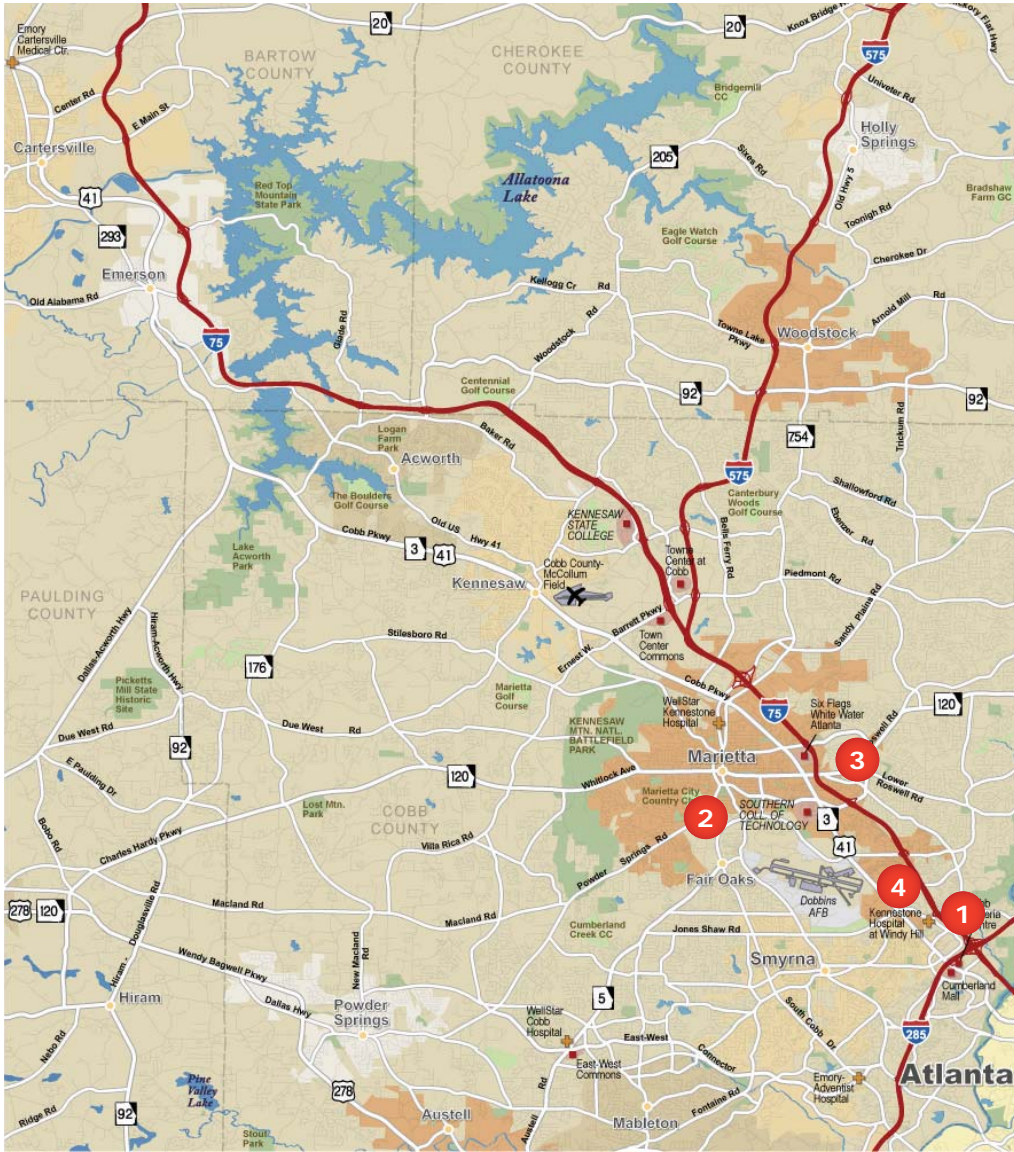 20
20
Knox Bridge
Hickory Flat Hwy
Emory
Cartersville
Medical Ctr.
BARTOW
COUNTY
CHEROKEE
COUNTY
575
Univeter Rd
Bridgemill
CC
Center Rd
E Main St
Holly
Springs
Cartersville
205
Sixes Rd
Old Hwy 5
Allatoona
Lake
Red Top
Mountain
State Park
41
Bradshaw
Farm GC
Toonigh Rd
293
Eagle Watch
Golf Course
Cherokee Dr
Emerson
Old Alabama Rd
Kellogg Cr Rd
Arnold Mill Rd
75
Glade Rd
Woodstock Rd
Towne Lake
Pkwy
Woodstock
Centennial
Golf Course
92
92
Trickum Rd
Logan
Farm
Park
Baker Rd
754
Acworth
575
The Boulders
Golf Course
Canterbury
Woods
Golf Course
Shallowford Rd
KENNESAW
STATE
COLLEGE
Old US Hwy 41
Cobb Pkwy
3
41
Bells Ferry Rd
Ebenezer Rd
Lake
Acworth
Park
Towne
Center at
Cobb
Cobb County-
McCollum
Field
Kennesaw
Piedmont Rd
PAULDING
COUNTY
Dallas-Acworth Hwy
Hiram-Acworth Hwy
Stilesboro Rd
Ernest W. Barrett Pkwy
Town
Center
Commons
Sandy Plains Rd
176
Picketts
Mill State
Historic
Site
Marietta
Golf
Course
Cobb Pkwy
WellStar
Kennestone
Hospital
75
Six Flags
White Water
Atlanta
120
Due West Rd
Due West Rd
92
KENNESAW
MTN. NATL.
BATTLEFIELD
PARK
Marietta
3
Lower
Roswell Rd
E Paulding Dr
120
Whitlock Ave
Marietta City
Country
Lost Mtn.
Park
COBB
COUNTY
2
SOUTHERN
COLL. OF
TECHNOLOGY
3
Bobo Rd
Charles Hardy Pkwy
Villa Rica Rd
41
Powder Springs Rd
Fair Oaks
Dobbins
AFB
4
278
120
Macland Rd
Macland Rd
Kennestone
Hospital
at Windy Hill
1
Cumberland
Creek CC
Jones Shaw Rd
Hiram - Douglasville Rd
Wendy Bagwell Pkwy
New Macland
Rd
Smyrna
Cumberland
Mall
Hiram
Dallas Hwy
Powder
Springs
5
South Cobb Dr
WellStar
Cobb
Hospital
East-West
Connector
285
Nebo Rd
East-West
Commons
278
Emory-
Adventist
Hospital
Atlanta
Pine
Valley
Lake
Ridge Rd
92
Austell
Austell Rd
Mableton
Fontaine Rd
Stout
Park